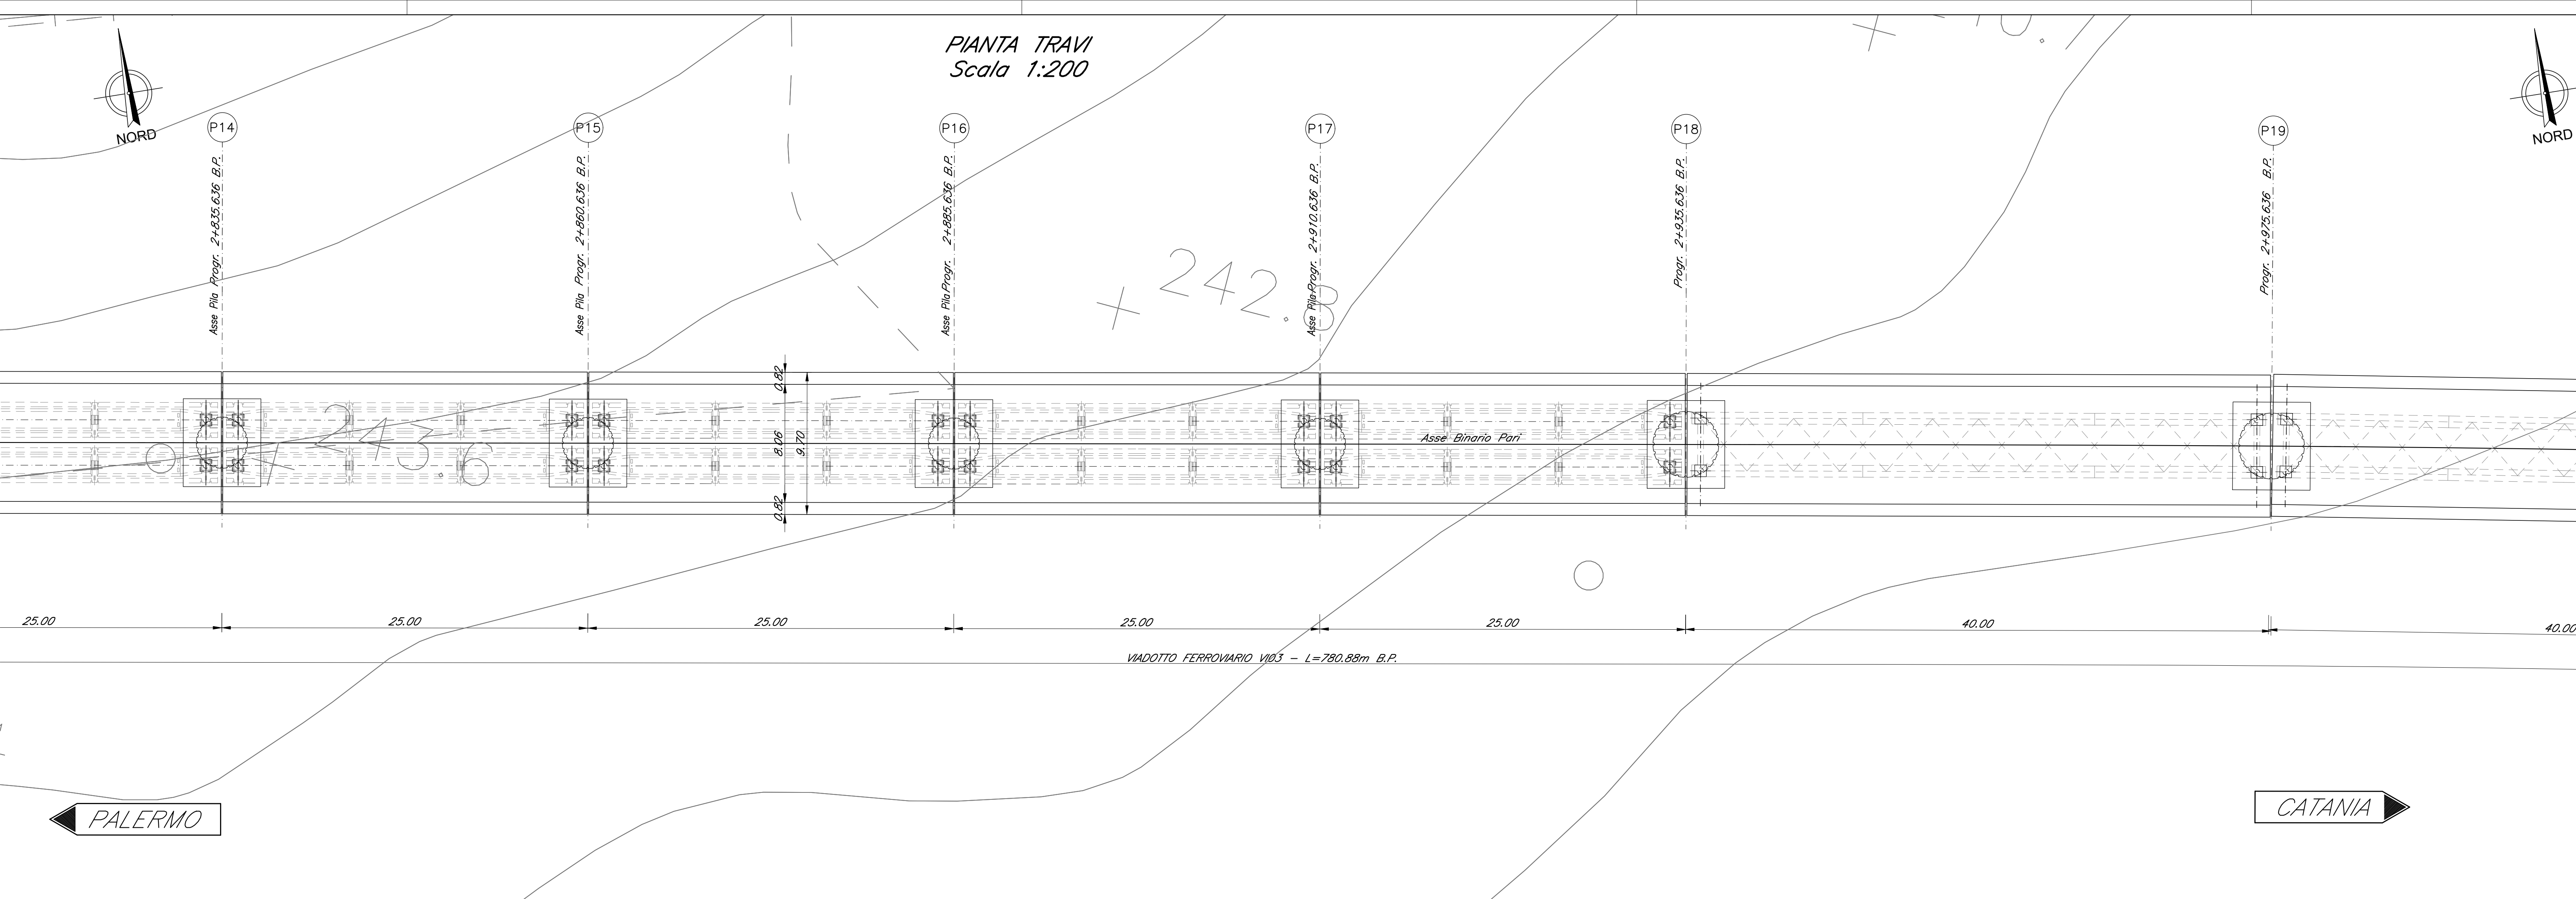 PIANTA TRAVI
Scala 1:200
NORD
NORD
P14
P15
P16
P17
P18
P19
Asse Pila Progr. 2+835.636 B.P.
Asse Pila Progr. 2+860.636 B.P.
Asse Pila Progr. 2+885.636 B.P.
Asse Pila Progr. 2+910.636 B.P.
Progr. 2+935.636 B.P.
Progr. 2+975.636 B.P.
+ 242.8
+ 243.6
0.82
8.06
9.70
0.82
Asse Binario Pari
25.00
25.00
25.00
25.00
25.00
40.00
40.00
VIADOTTO FERROVIARIO VI03 - L=780.88m B.P.
PALERMO
CATANIA